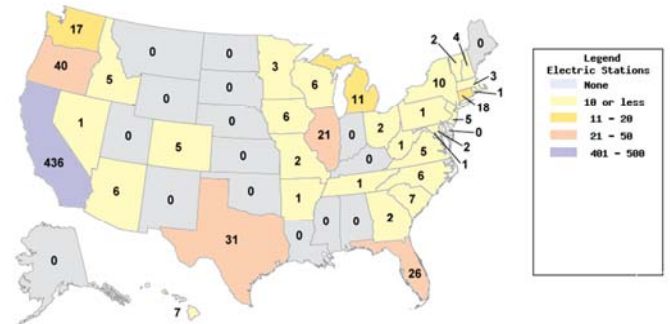 2 4 0
17 0 0 3
40 5 0 6 10 3
1
0 6 11 18
0 1 5
1 0 6 21 0 2 0
0 5 1 5 2
436 0 2 0 1
6
6 0 0 1 1 7
0 0 2
31 0
0 26
7
Legend
Electric Stations
None
10 or less
11 - 20
21 - 50
401 - 500